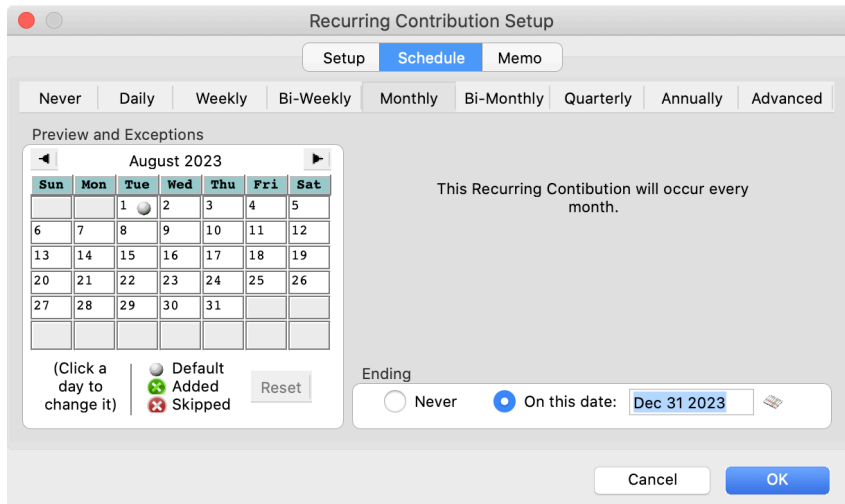 Recurring Contribution Setup
Setup Schedule Memo
Never Daily Weekly Bi-Weekly Monthly Bi-Monthly Quarterly Annually Advanced
Preview and Exceptions
August 2023
Sun Mon Tue Wed Thu Fri Sat
1 2 3 4 5
6 7 8 9 10 11 12
13 14 15 16 17 18 19
20 21 22 23 24 25 26
27 28 29 30 31
(Click a
day to
change it)
Default
Added
Skipped
Reset
This Recurring Contibution will occur every
month.
Ending
Never On this date: Dec 31 2023
Cancel OK